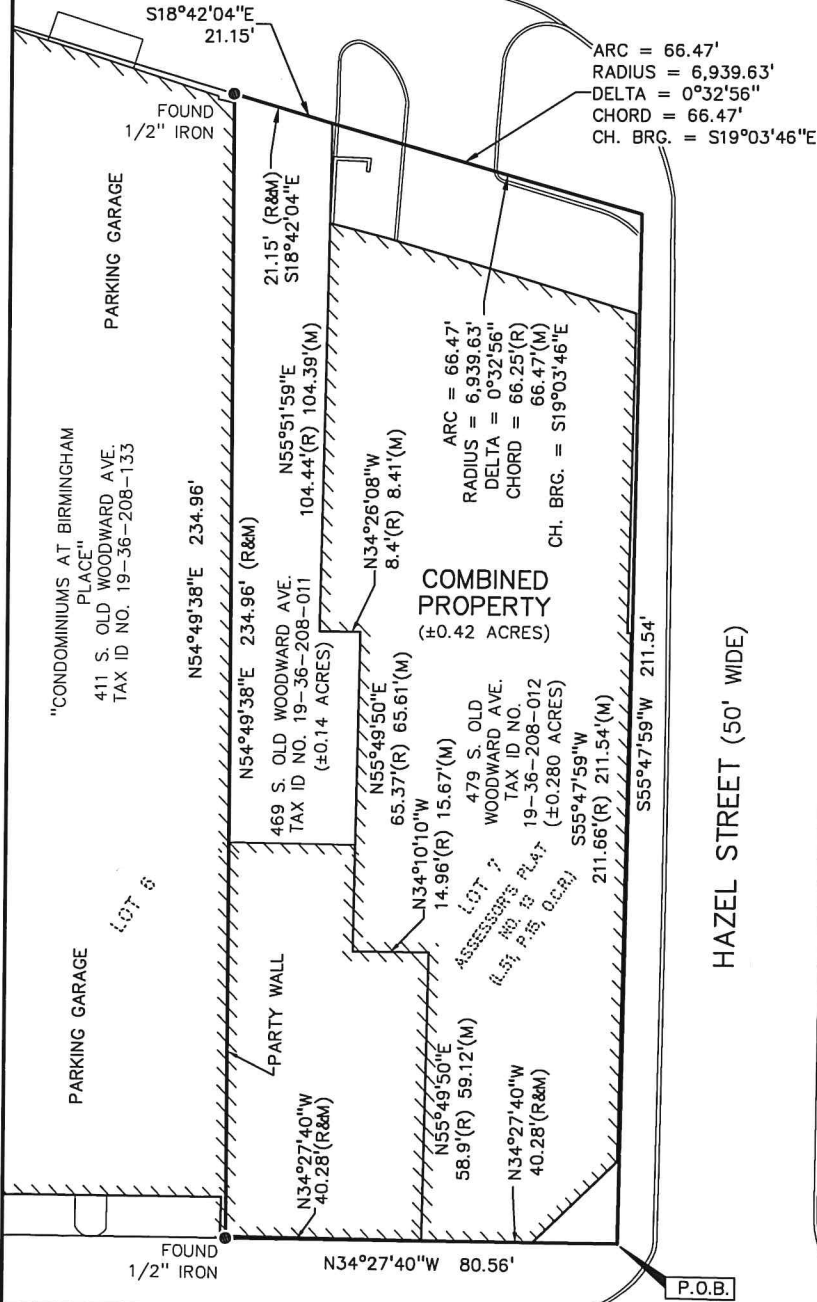 S18°42'04"E
21.15'
ARC = 66.47'
RADIUS = 6,939.63'
DELTA = 0°32'56"
CHORD = 66.47'
CH. BRG. = S19°03'46"E
FOUND
1/2" IRON
PARKING GARAGE
21.15' (R&M)
S18°42'04"E
"CONDOMINIUMS AT BIRMINGHAM
PLACE"
411 S. OLD WOODWARD AVE.
TAX ID NO. 19-36-208-133
N54°49'38"E 234.96'
N54°49'38"E 234.96' (R&M)
N55°51'59"E
104.44'(R) 104.39'(M)
ARC = 66.47'
RADIUS = 6,939.63'
DELTA = 0°32'56"
CHORD = 66.25'(R)
66.47'(M)
CH. BRG. = S19°03'46"E
N34°26'08"W
8.4'(R) 8.41'(M)
COMBINED
PROPERTY
(±0.42 ACRES)
469 S. OLD WOODWARD AVE.
TAX ID NO. 19-36-208-011
(±0.14 ACRES)
N55°49'50"E
65.37'(R) 65.61'(M)
479 S. OLD
WOODWARD AVE.
TAX ID NO.
19-36-208-012
(±0.280 ACRES)
S55°47'59"W
211.66'(R) 211.54'(M)
S55°47'59"W 211.54'
HAZEL STREET (50' WIDE)
N34°10'10"W
14.96'(R) 15.67'(M)
LOT 6
LOT 7
ASSESSOR'S PLAT
NO. 13
(L.51, P.15, O.C.R.)
PARKING GARAGE
PARTY WALL
N55°49'50"E
58.9'(R) 59.12'(M)
N34°27'40"W
40.28'(R&M)
N34°27'40"W
40.28'(R&M)
FOUND
1/2" IRON
N34°27'40"W 80.56'
P.O.B.